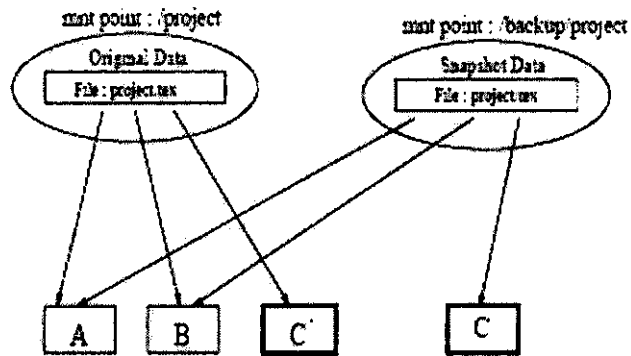 mnt point : /project
Original Data
File : project.tex
mnt point : /backup/project
Snapshot Data
File : project.tex
A
B
C'
C